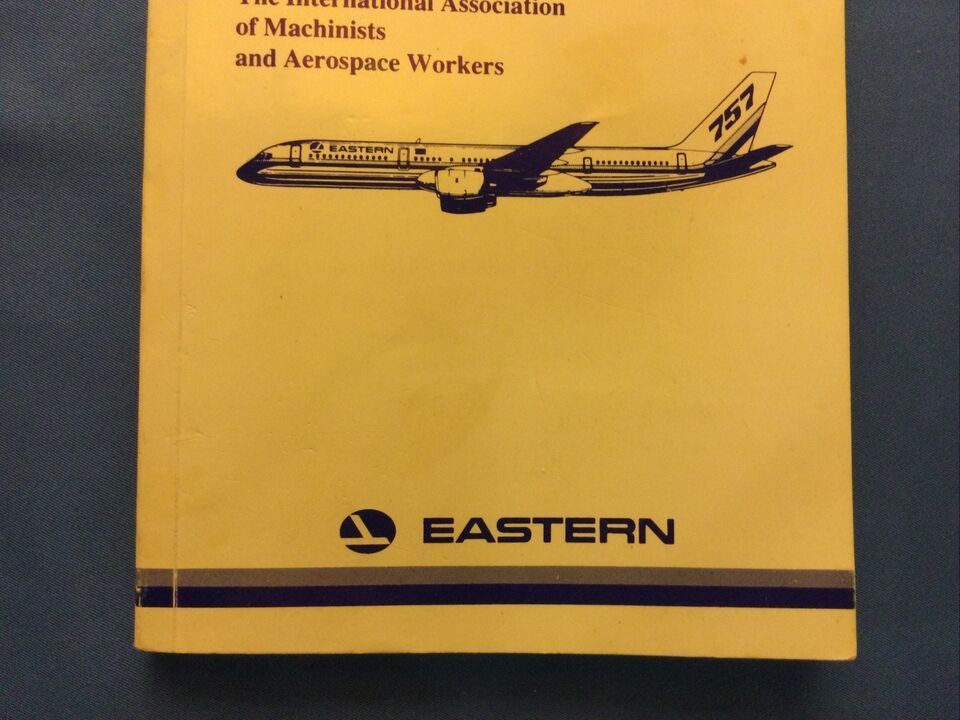 The International Association
of Machinists
and Aerospace Workers
757
EASTERN
EASTERN